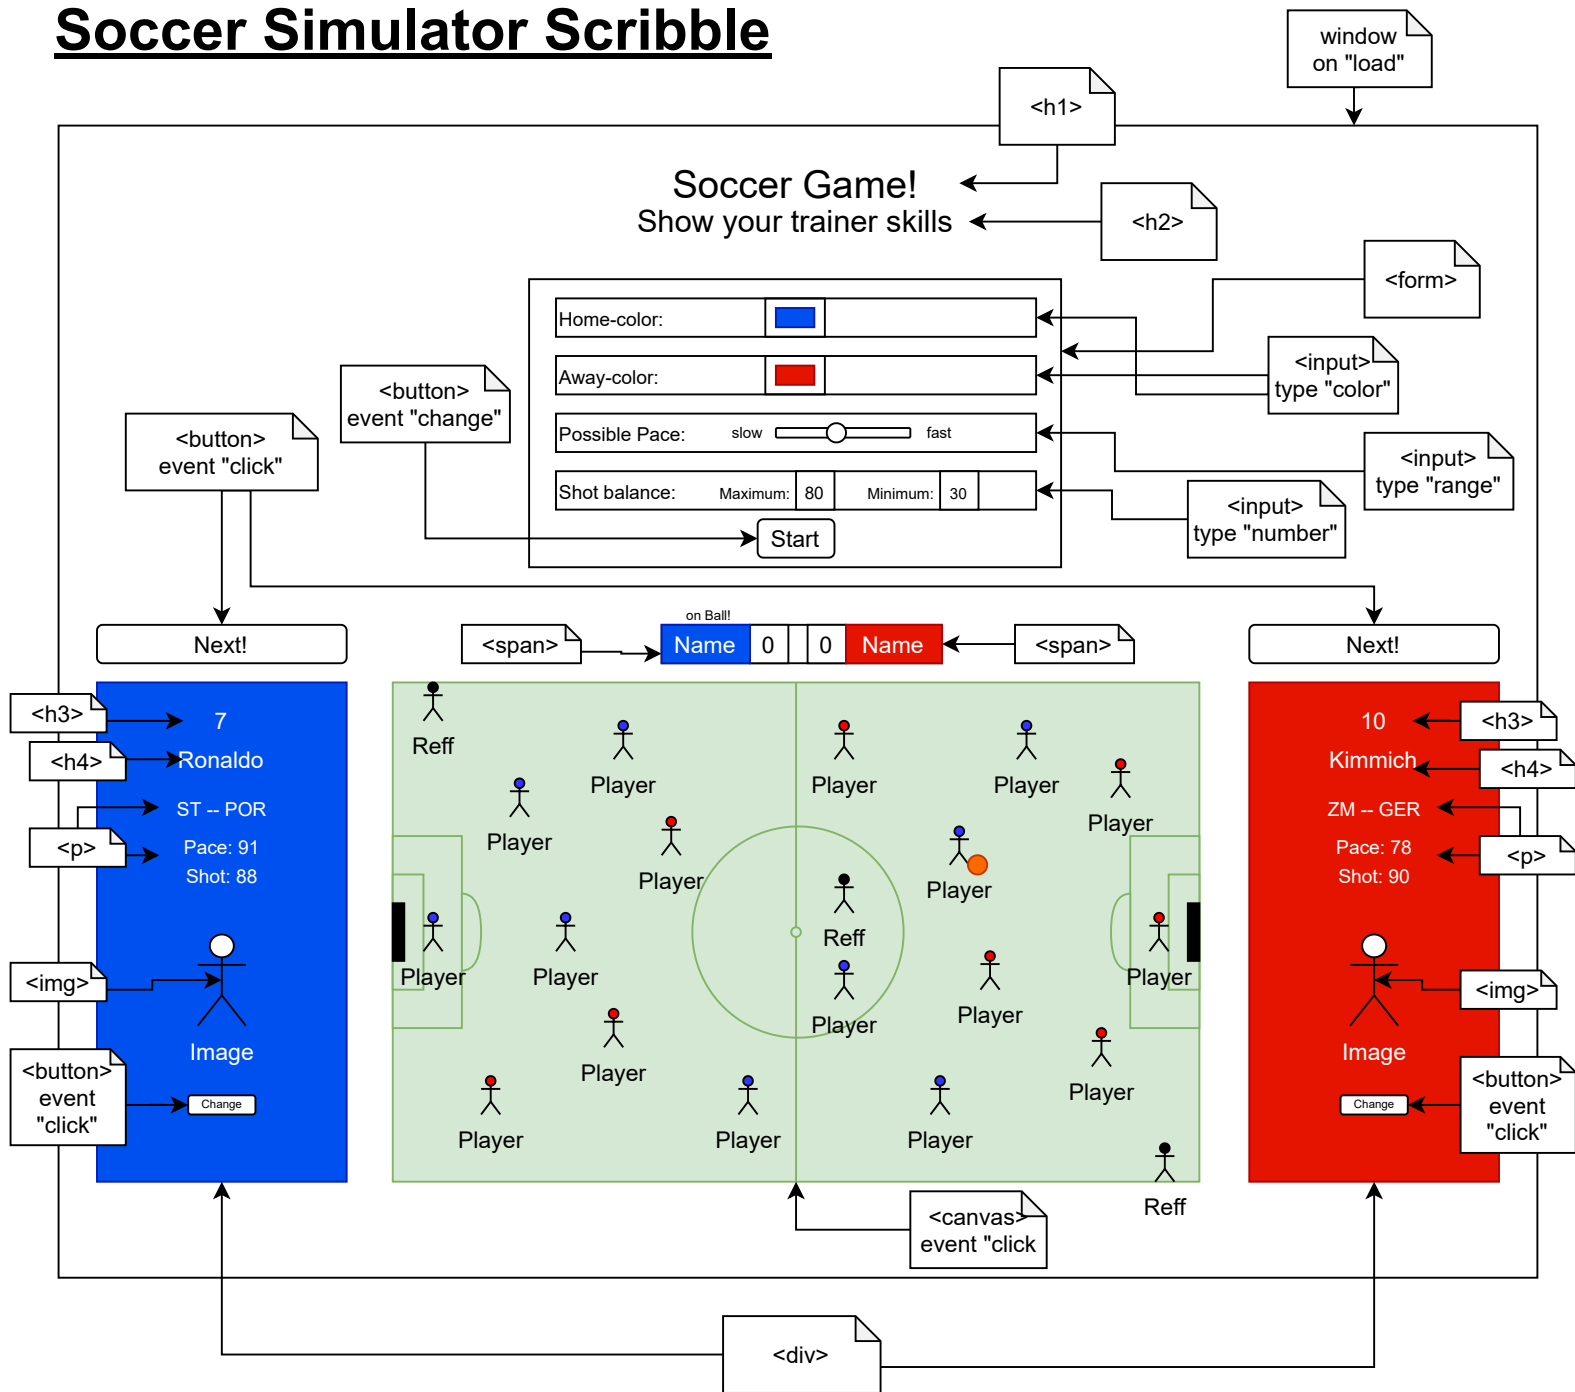 Soccer Simulator Scribble
window
on "load"
<h1>
Soccer Game!
Show your trainer skills
<h2>
<form>
Home-color:
<input>
type "color"
Away-color:
<button>
event "change"
<button>
event "click"
Possible Pace: slow fast
<input>
type "range"
Shot balance: Maximum: 80 Minimum: 30
<input>
type "number"
Start
on Ball!
Next!
<span>
Name 0 0 Name
<span>
Next!
<h3>
7
<h4>
Ronaldo
ST -- POR
<p>
Pace: 91
Shot: 88
<img>
Image
<button>
event
"click"
Change
Reff
Player
Player
Player
Player
Player
Player
Player
Reff
Player
Player
Player
Player
Player
Player
Player
Player
Player
Player
Player
Reff
10
<h3>
Kimmich
<h4>
ZM -- GER
Pace: 78
<p>
Shot: 90
<img>
Image
<button>
event
"click"
Change
<canvas>
event "click
<div>